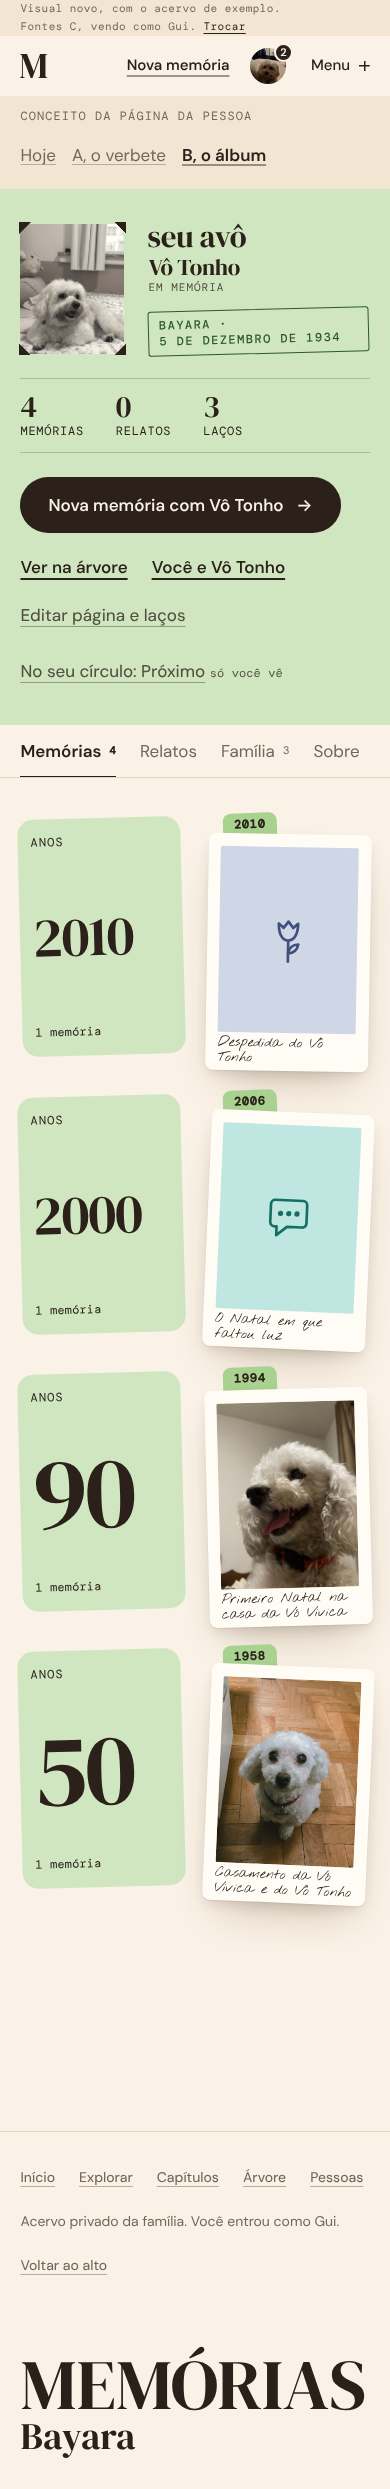 Visual novo, com o acervo de exemplo.
Fontes C, vendo como Gui. Trocar
M
Nova memória
2
Menu +
CONCEITO DA PÁGINA DA PESSOA
Hoje A, o verbete B, o álbum
seu avô
Vô Tonho
EM MEMÓRIA
BAYARA ·
5 DE DEZEMBRO DE 1934
4 0 3
MEMÓRIAS RELATOS LAÇOS
Nova memória com Vô Tonho →
Ver na árvore Você e Vô Tonho
Editar página e laços
No seu círculo: Próximo só você vê
Memórias 4 Relatos Família 3 Sobre
ANOS
2010
1 memória
2010
Despedida do Vô
Tonho
ANOS
2000
1 memória
2006
O Natal em que
faltou luz
ANOS
90
1 memória
1994
Primeiro Natal na
casa da Vó Vivica
ANOS
50
1 memória
1958
Casamento da Vó
Vivica e do Vô Tonho
Início Explorar Capítulos Árvore Pessoas
Acervo privado da família. Você entrou como Gui.
Voltar ao alto
MEMÓRIAS
Bayara